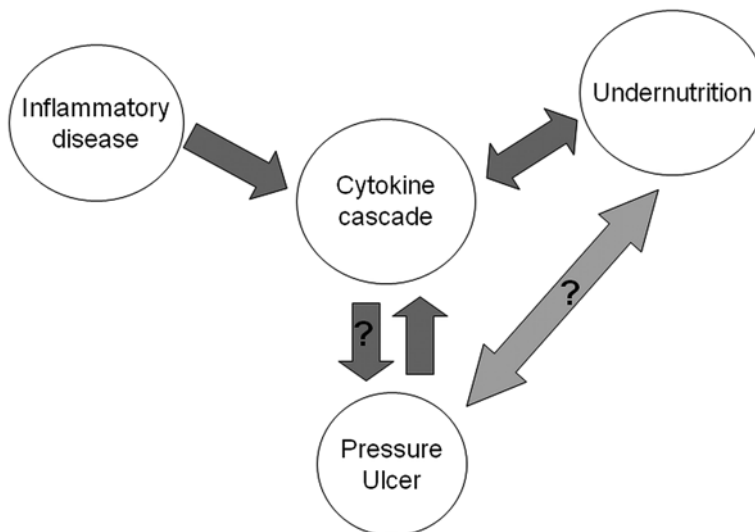 Inflammatory
disease
Undernutrition
Cytokine
cascade
?
?
Pressure
Ulcer